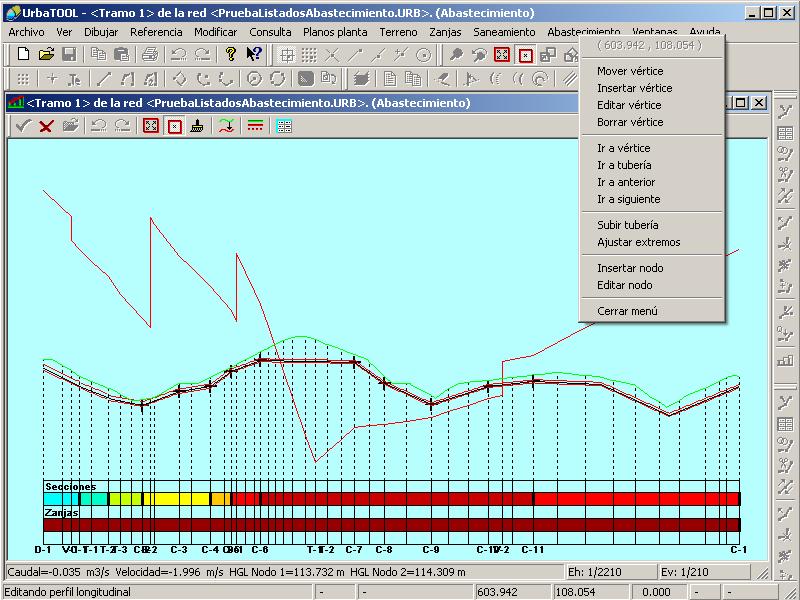 UrbaTOOL - <Tramo 1> de la red <PruebaListadosAbastecimiento.URB>. (Abastecimiento)
Archivo Ver Dibujar Referencia Modificar Consulta Planos planta Terreno Zanjas Saneamiento Abastecimiento Ventanas Ayuda
<Tramo 1> de la red <PruebaListadosAbastecimiento.URB>. (Abastecimiento)
( 603.942 , 108.054 )
Mover vértice
Insertar vértice
Editar vértice
Borrar vértice
Ir a vértice
Ir a tubería
Ir a anterior
Ir a siguiente
Subir tubería
Ajustar extremos
Insertar nodo
Editar nodo
Cerrar menú
Secciones
Zanjas
D-1 T-1 T-2 T-3 C-3 C-4 C-6 T-1 T-2 C-7 C-8 C-9 C-11 C-1
Caudal=-0.035 m3/s Velocidad=-1.996 m/s HGL Nodo 1=113.732 m HGL Nodo 2=114.309 m Eh: 1/2210 Ev: 1/210
Editando perfil longitudinal - - 603.942 108.054 0.000 - -